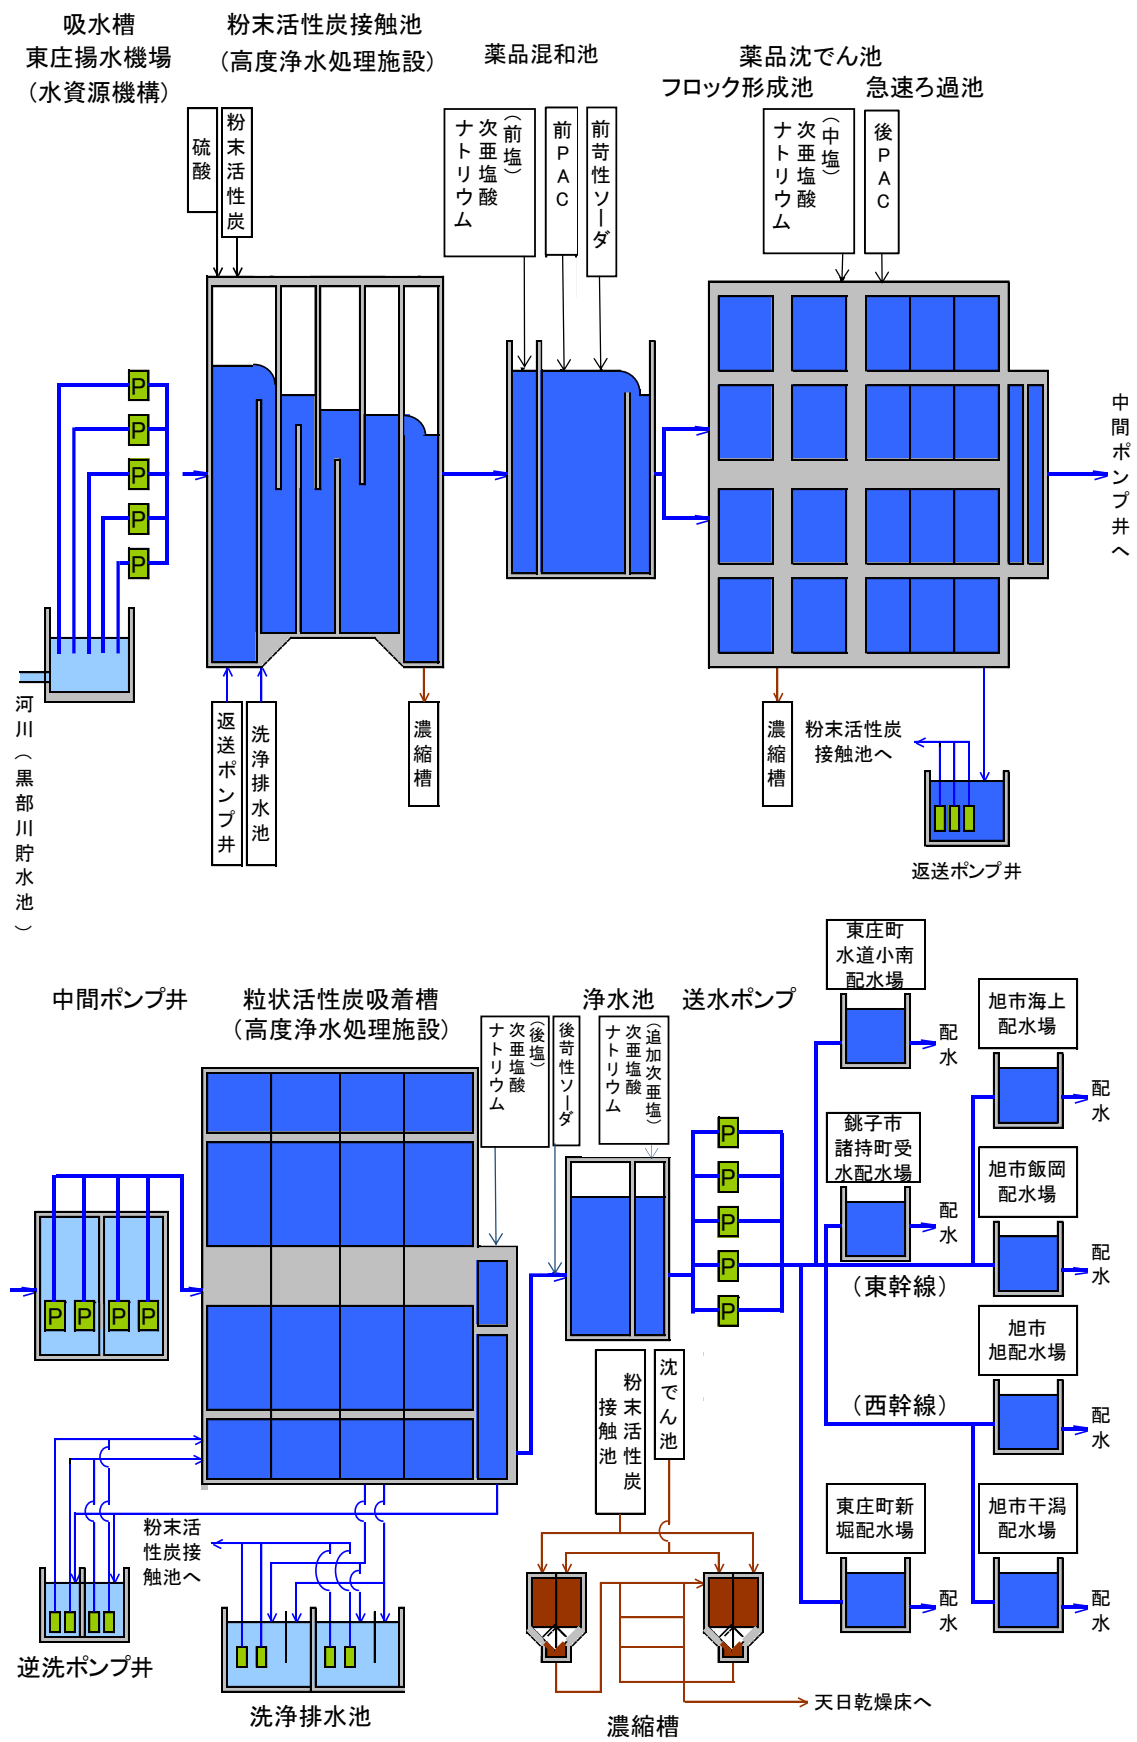 吸水槽
東庄揚水機場
(水資源機構)
粉末活性炭接触池
(高度浄水処理施設)
薬品混和池
薬品沈でん池
フロック形成池
急速ろ過池
硫酸
粉末活性炭
(前塩)
次亜塩酸
ナトリウム
前PAC
前苛性ソーダ
(中塩)
次亜塩酸
ナトリウム
後PAC
P
P
P
P
P
中間ポンプ井へ
河川(黒部川貯水池)
返送ポンプ井
洗浄排水池
濃縮槽
濃縮槽
粉末活性炭
接触池へ
返送ポンプ井
中間ポンプ井
粒状活性炭吸着槽
(高度浄水処理施設)
浄水池
送水ポンプ
(後塩)
次亜塩酸
ナトリウム
後苛性ソーダ
(追加次亜塩)
次亜塩酸
ナトリウム
東庄町
水道小南
配水場
配水
旭市海上
配水場
配水
銚子市
諸持町受
水配水場
配水
旭市飯岡
配水場
配水
P
P
P
P
P
P
P
P
P
(東幹線)
旭市
旭配水場
配水
(西幹線)
粉末活性炭
接触池
沈でん池
東庄町新
堀配水場
配水
旭市干潟
配水場
配水
粉末活
性炭接
触池へ
逆洗ポンプ井
洗浄排水池
濃縮槽
天日乾燥床へ